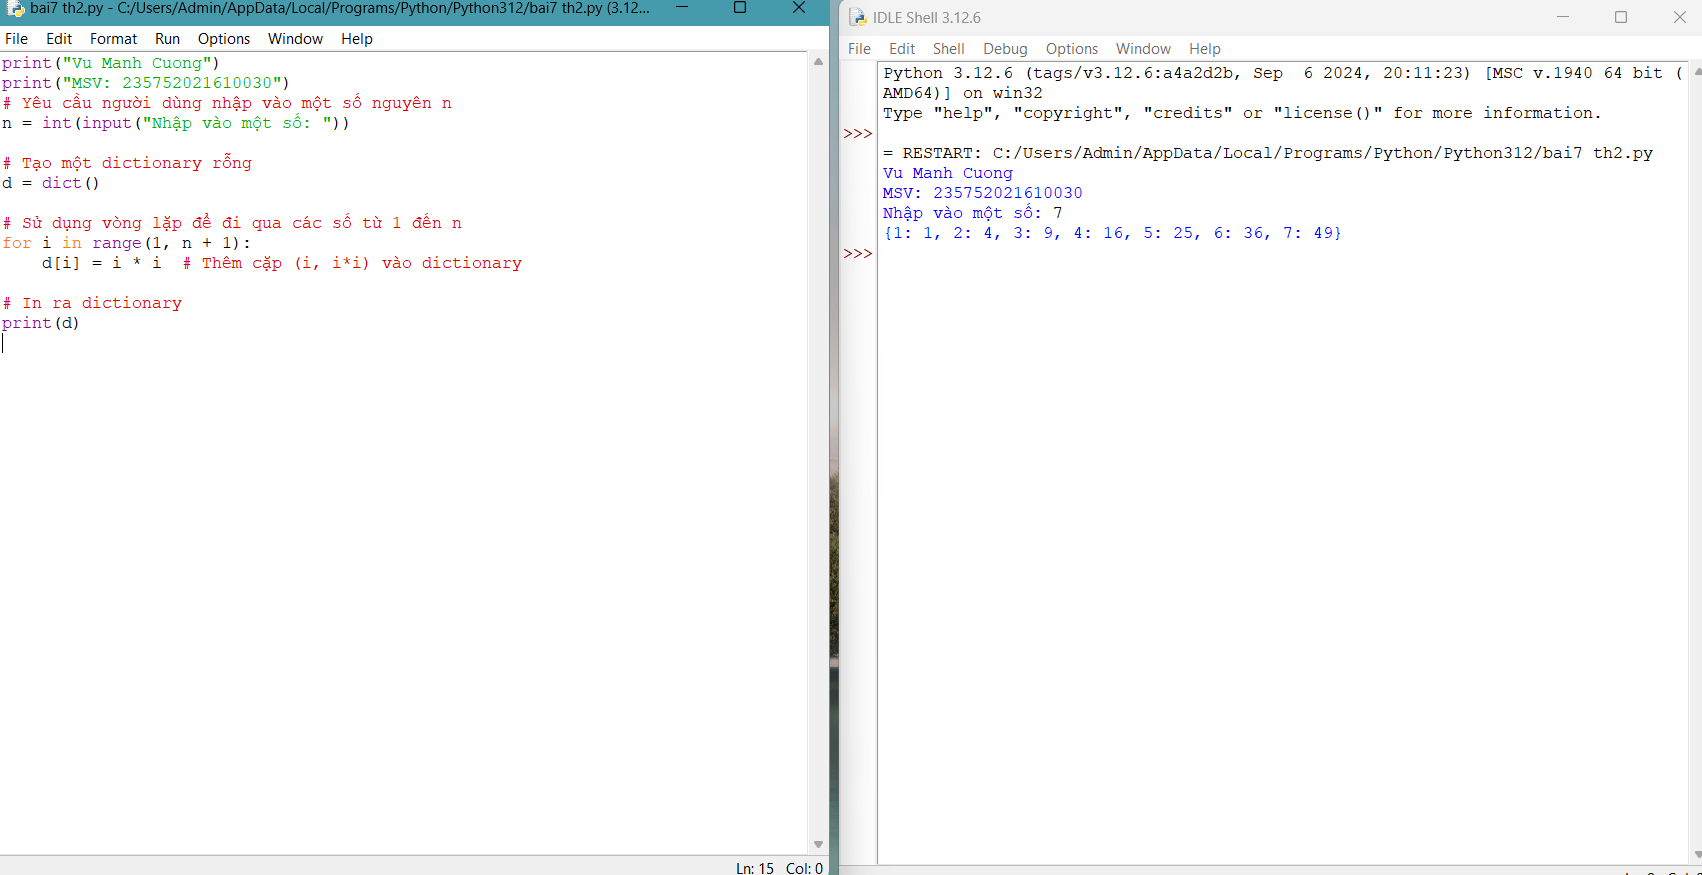 bai7 th2.py - C:/Users/Admin/AppData/Local/Programs/Python/Python312/bai7 th2.py (3.12...
File Edit Format Run Options Window Help
print("Vu Manh Cuong")
print("MSV: 235752021610030")
# Yêu cầu người dùng nhập vào một số nguyên n
n = int(input("Nhập vào một số: "))
# Tạo một dictionary rỗng
d = dict()
# Sử dụng vòng lặp để đi qua các số từ 1 đến n
for i in range(1, n + 1):
    d[i] = i * i  # Thêm cặp (i, i*i) vào dictionary
# In ra dictionary
print(d)
Ln: 15 Col: 0
IDLE Shell 3.12.6
File Edit Shell Debug Options Window Help
Python 3.12.6 (tags/v3.12.6:a4a2d2b, Sep  6 2024, 20:11:23) [MSC v.1940 64 bit (
AMD64)] on win32
Type "help", "copyright", "credits" or "license()" for more information.
>>>
= RESTART: C:/Users/Admin/AppData/Local/Programs/Python/Python312/bai7 th2.py
Vu Manh Cuong
MSV: 235752021610030
Nhập vào một số: 7
{1: 1, 2: 4, 3: 9, 4: 16, 5: 25, 6: 36, 7: 49}
>>>